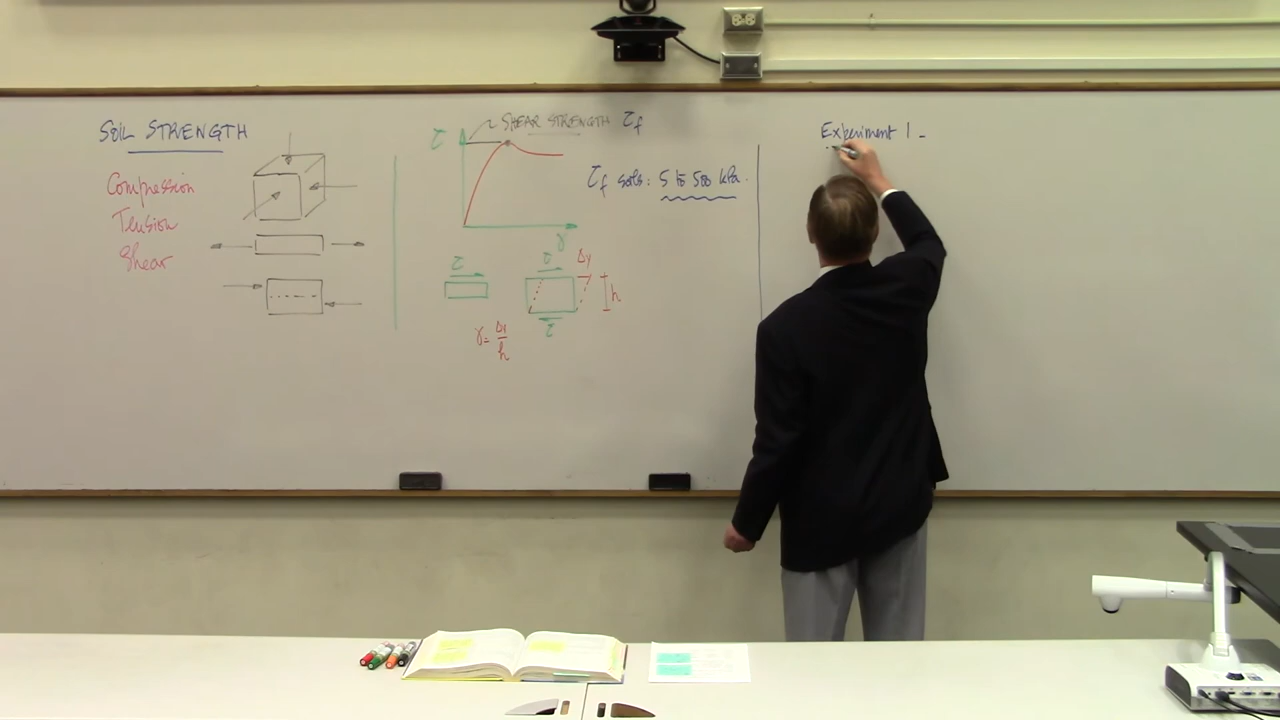 SOIL STRENGTH
Compression
Tension
Shear
τ
SHEAR STRENGTH τf
γ
τf soils: 5 to 500 kPa.
τ
τ
Δy
h
τ
γ = Δy/h
Experiment 1 -